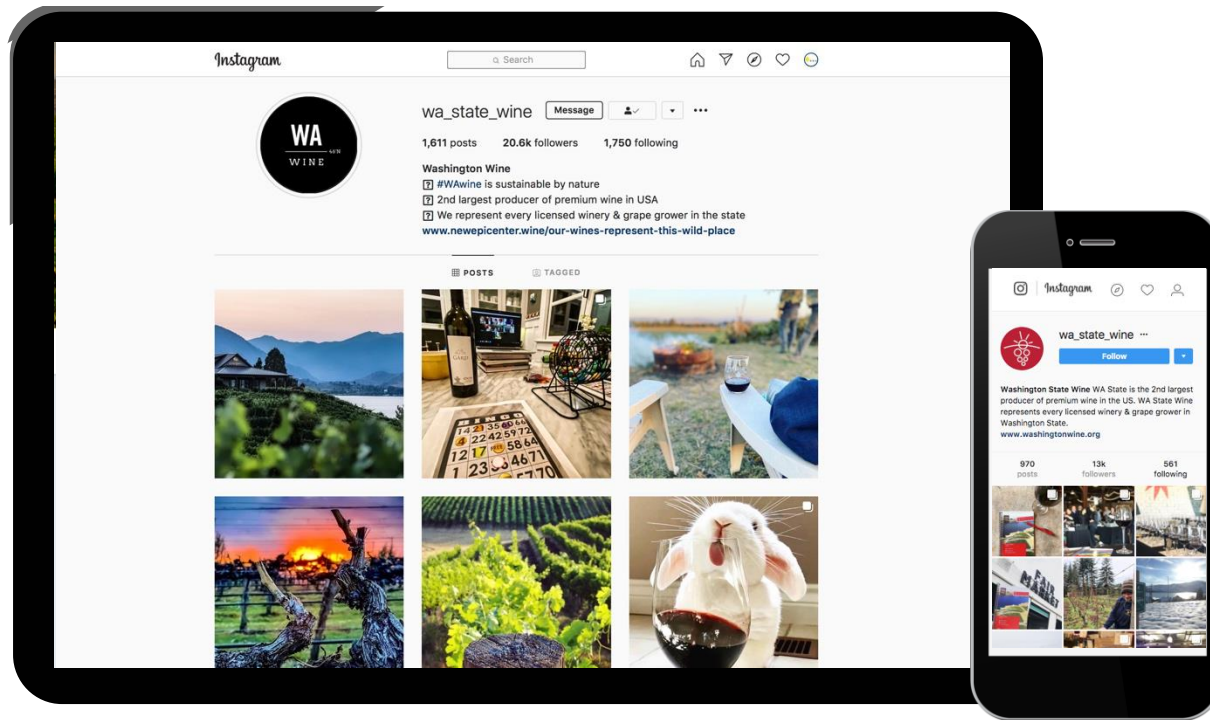 Instagram
Search
WA
46°N
WINE
wa_state_wine Message
1,611 posts 20.6k followers 1,750 following
Washington Wine
#WAwine is sustainable by nature
2nd largest producer of premium wine in USA
We represent every licensed winery & grape grower in the state
www.newepicenter.wine/our-wines-represent-this-wild-place
POSTS TAGGED
BINGO
Instagram
wa_state_wine
Follow
Washington State Wine WA State is the 2nd largest
producer of premium wine in the US. WA State Wine
represents every licensed winery & grape grower in
Washington State.
www.washingtonwine.org
970 13k 561
posts followers following